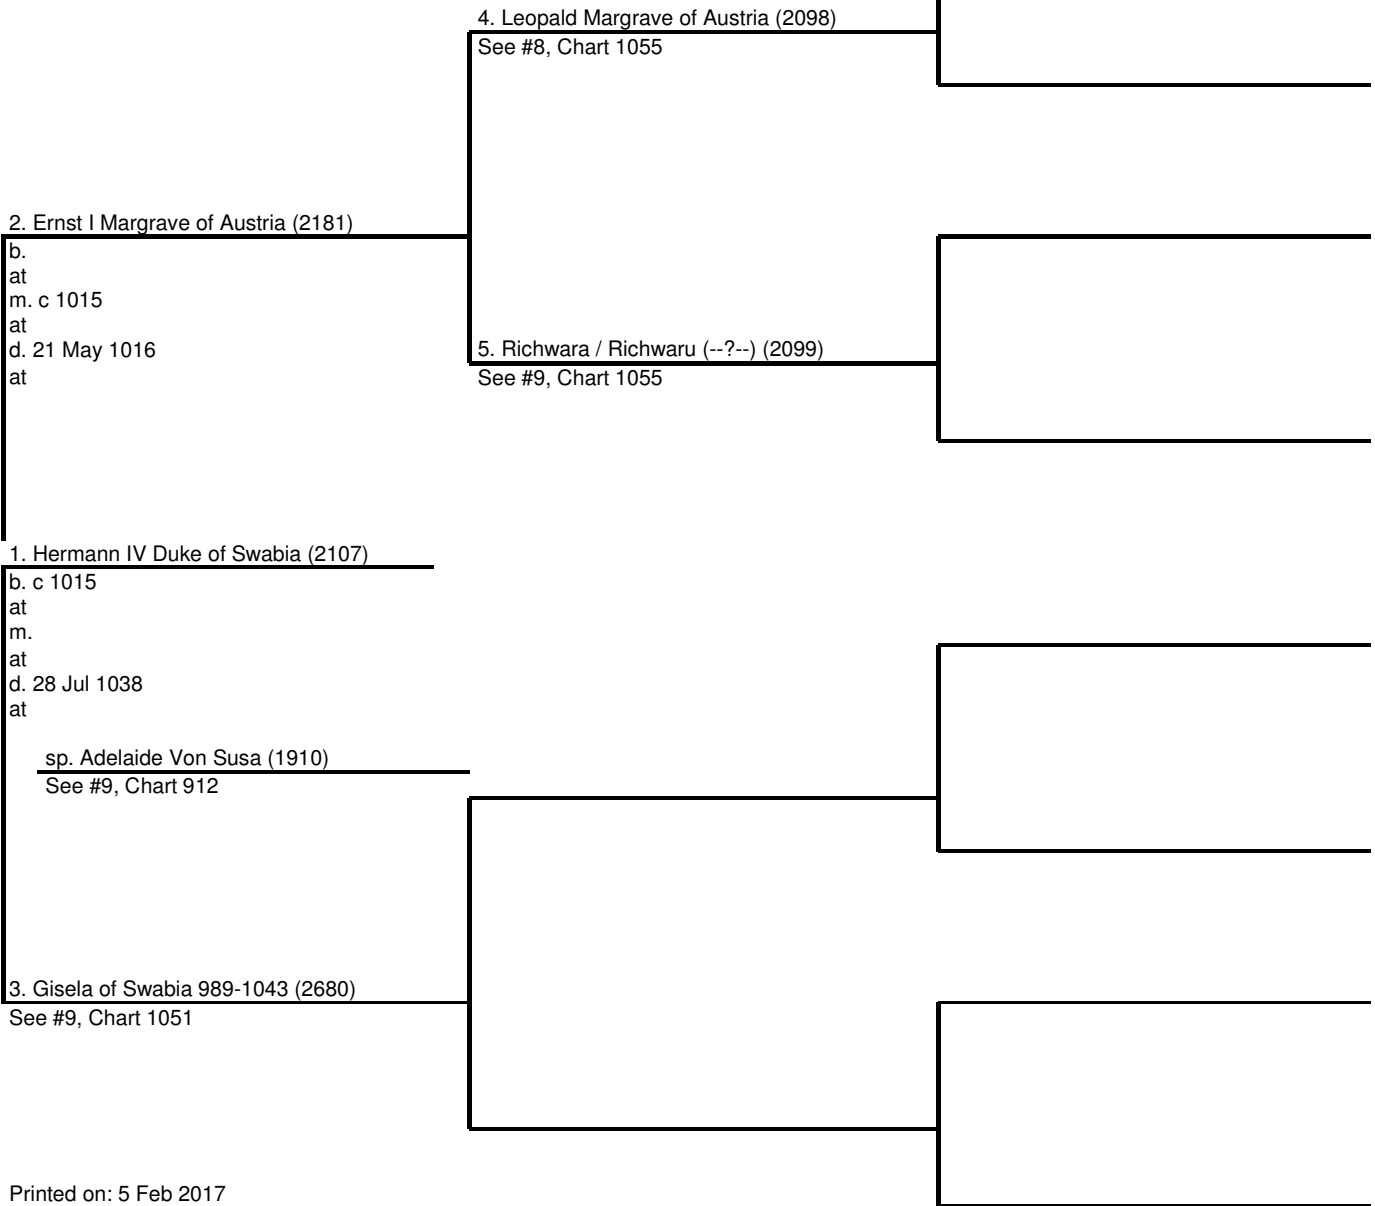 4. Leopald Margrave of Austria (2098)
See #8, Chart 1055
2. Ernst I Margrave of Austria (2181)
b.
at
m. c 1015
at
d. 21 May 1016
at
5. Richwara / Richwaru (--?--) (2099)
See #9, Chart 1055
1. Hermann IV Duke of Swabia (2107)
b. c 1015
at
m.
at
d. 28 Jul 1038
at
sp. Adelaide Von Susa (1910)
See #9, Chart 912
3. Gisela of Swabia 989-1043 (2680)
See #9, Chart 1051
Printed on: 5 Feb 2017